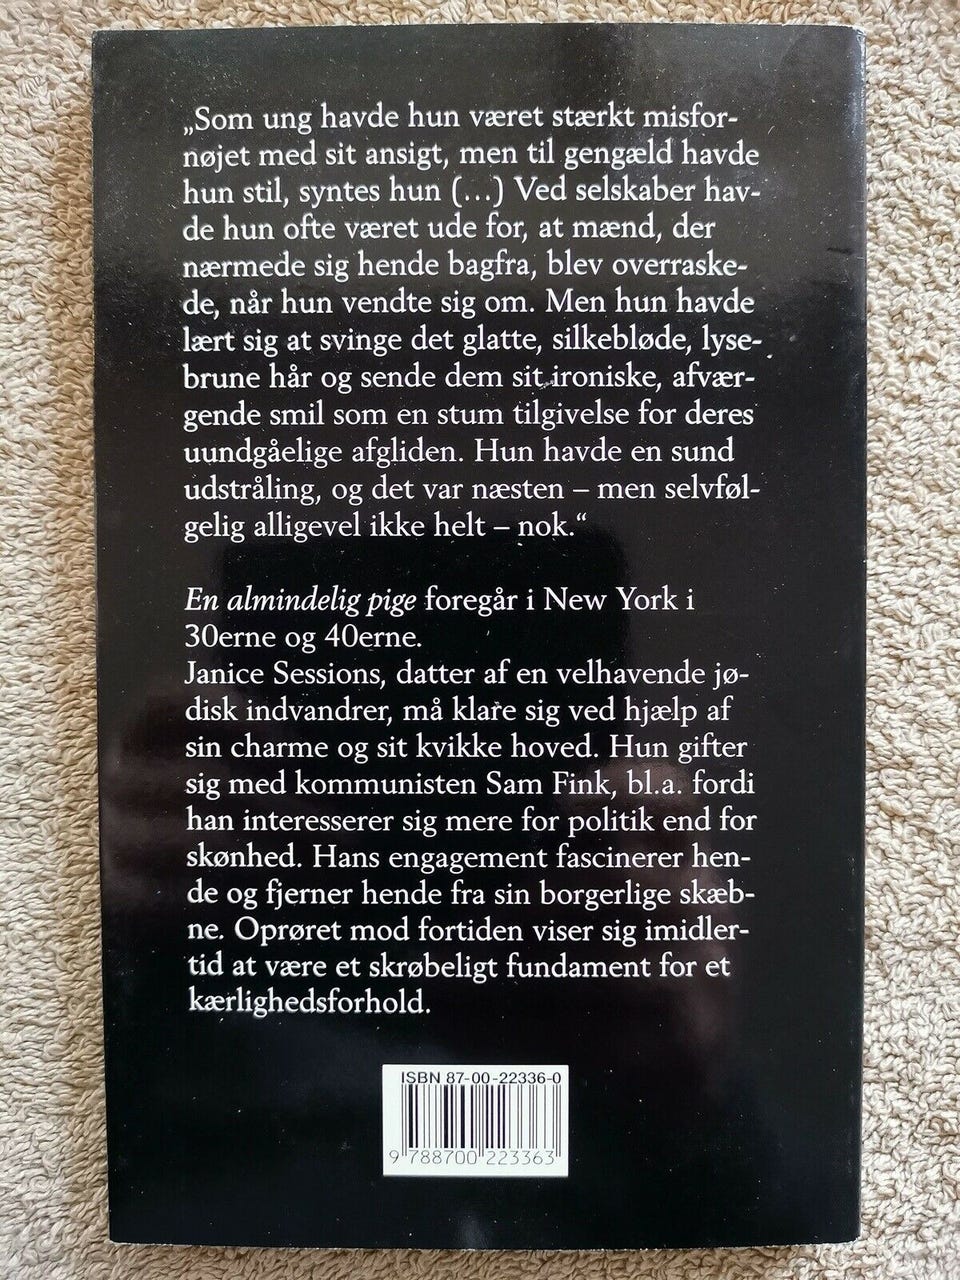 „Som ung havde hun været stærkt misfor-
nøjet med sit ansigt, men til gengæld havde
hun stil, syntes hun (...) Ved selskaber hav-
de hun ofte været ude for, at mænd, der
nærmede sig hende bagfra, blev overraske-
de, når hun vendte sig om. Men hun havde
lært sig at svinge det glatte, silkebløde, lyse-
brune hår og sende dem sit ironiske, afvær-
gende smil som en stum tilgivelse for deres
uundgåelige afgliden. Hun havde en sund
udstråling, og det var næsten – men selvføl-
gelig alligevel ikke helt – nok.“
En almindelig pige foregår i New York i
30erne og 40erne.
Janice Sessions, datter af en velhavende jø-
disk indvandrer, må klare sig ved hjælp af
sin charme og sit kvikke hoved. Hun gifter
sig med kommunisten Sam Fink, bl.a. fordi
han interesserer sig mere for politik end for
skønhed. Hans engagement fascinerer hen-
de og fjerner hende fra sin borgerlige skæb-
ne. Oprøret mod fortiden viser sig imidler-
tid at være et skrøbeligt fundament for et
kærlighedsforhold.
ISBN 87-00-22336-0
9 788700 223363